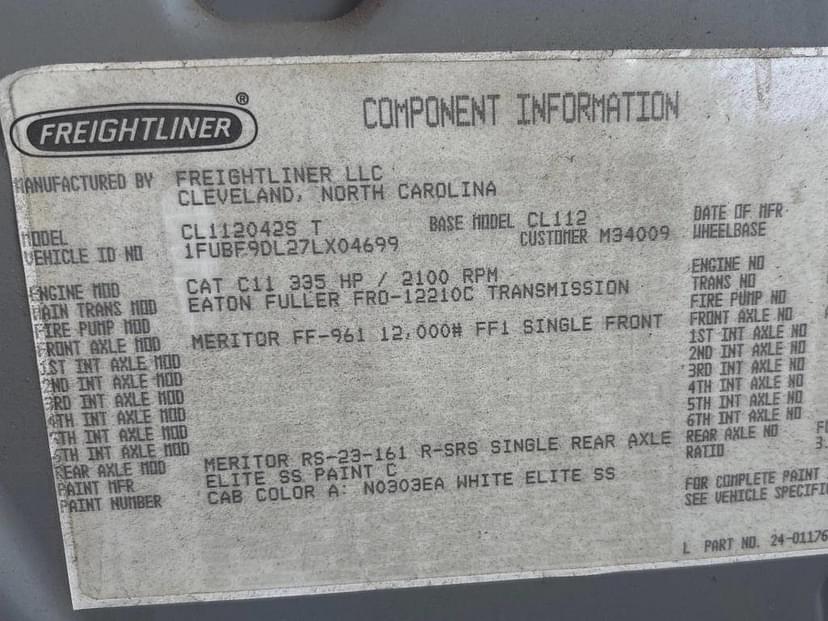 FREIGHTLINER®
COMPONENT INFORMATION
MANUFACTURED BY FREIGHTLINER LLC
CLEVELAND, NORTH CAROLINA
MODEL CL112042S T BASE MODEL CL112 DATE OF MFR
VEHICLE ID NO 1FUBF9DL27LX04699 CUSTOMER M34009 WHEELBASE
ENGINE MOD CAT C11 335 HP / 2100 RPM ENGINE NO
MAIN TRANS MOD EATON FULLER FRO-12210C TRANSMISSION TRANS NO
FIRE PUMP MOD FIRE PUMP NO
FRONT AXLE MOD MERITOR FF-961 12,000# FF1 SINGLE FRONT FRONT AXLE NO
1ST INT AXLE MOD 1ST INT AXLE NO
2ND INT AXLE MOD 2ND INT AXLE NO
3RD INT AXLE MOD 3RD INT AXLE NO
4TH INT AXLE MOD 4TH INT AXLE NO
5TH INT AXLE MOD 5TH INT AXLE NO
6TH INT AXLE MOD 6TH INT AXLE NO
REAR AXLE MOD MERITOR RS-23-161 R-SRS SINGLE REAR AXLE REAR AXLE NO
PAINT MFR ELITE SS PAINT C RATIO
PAINT NUMBER CAB COLOR A: N0303EA WHITE ELITE SS
FOR COMPLETE PAINT
SEE VEHICLE SPECIFI
L PART NO. 24-01176